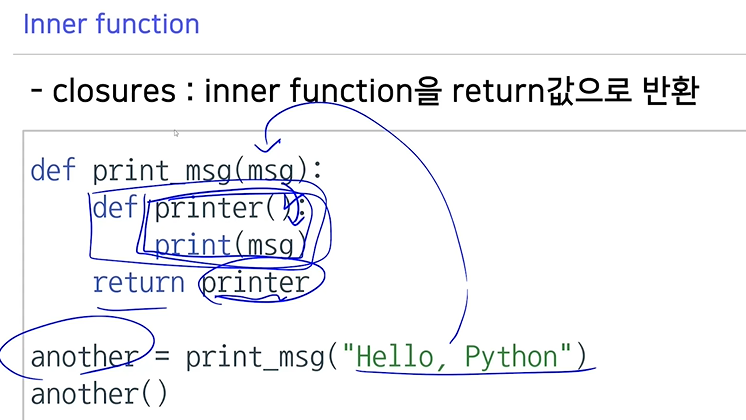 Inner function
- closures : inner function을 return값으로 반환
def print_msg(msg):
def printer():
print(msg)
return printer
another = print_msg("Hello, Python")
another()